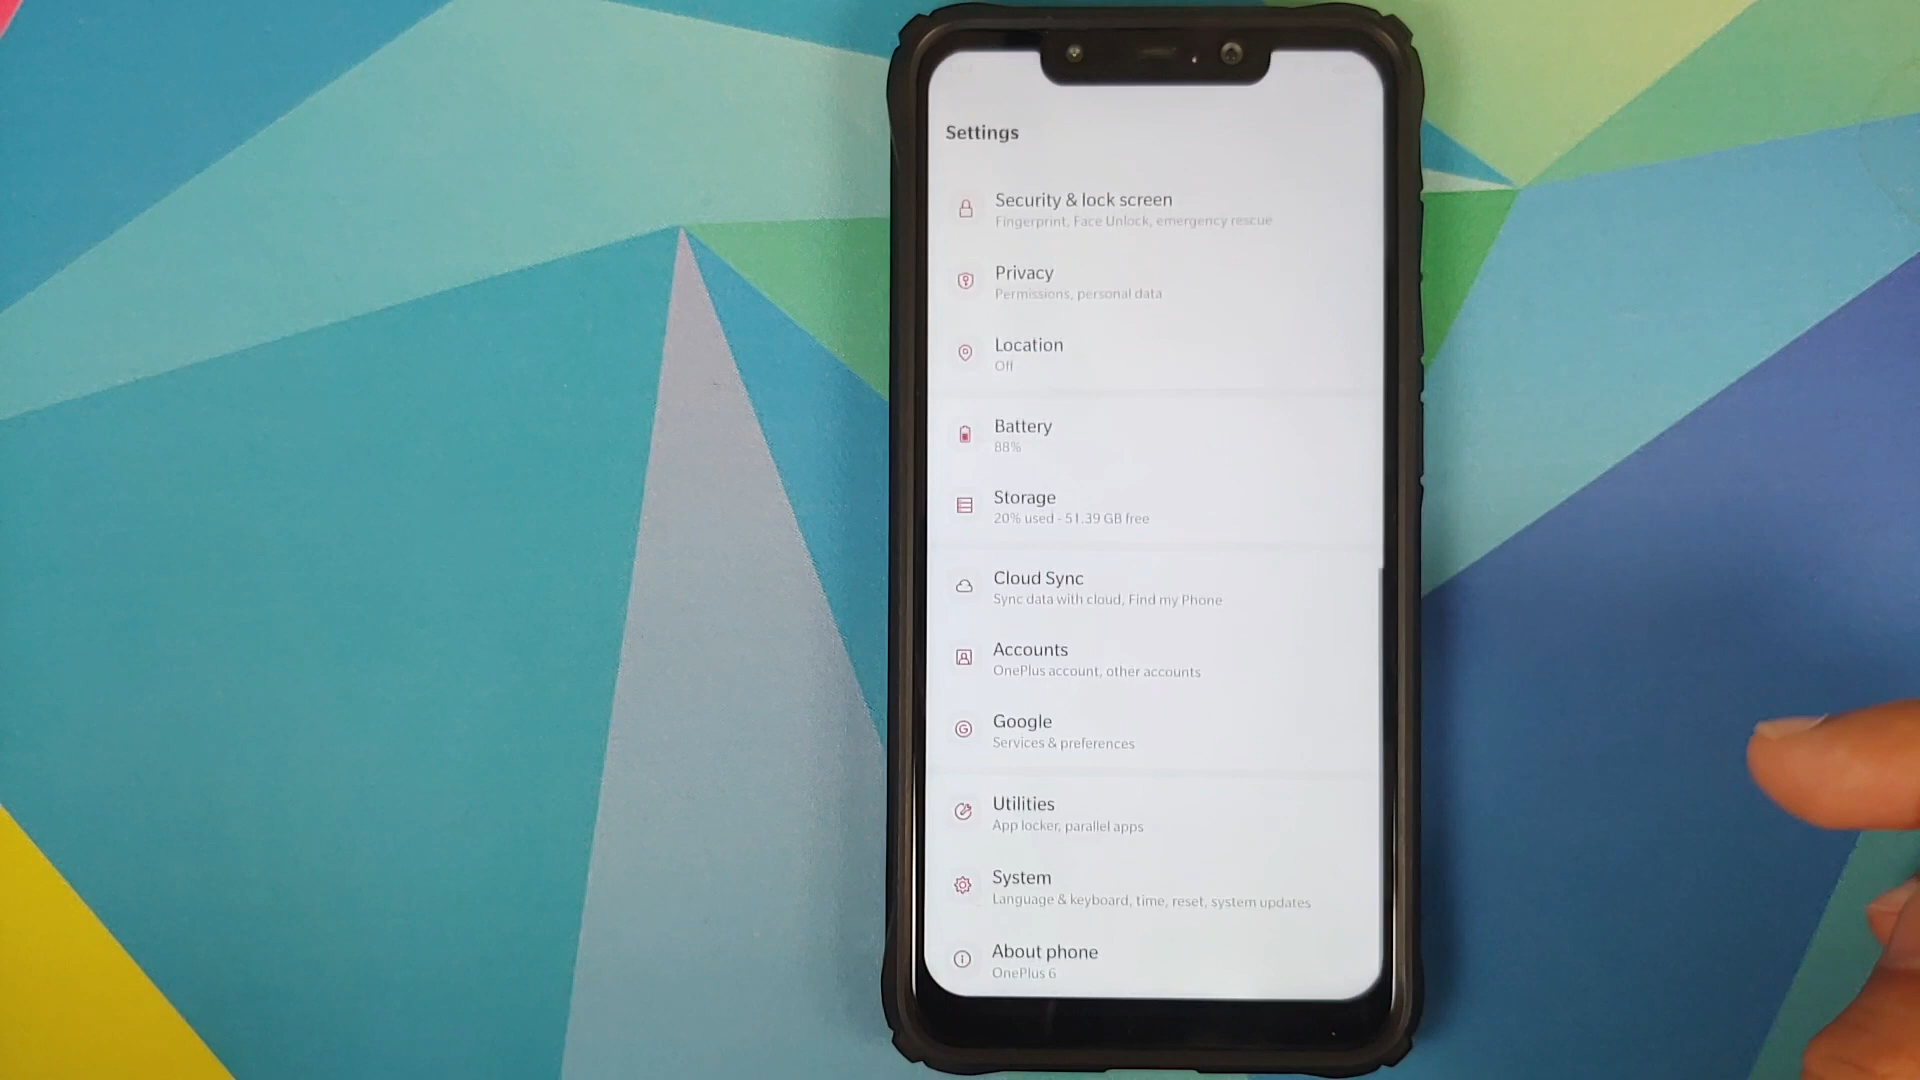 Settings
Security & lock screen
Fingerprint, Face Unlock, emergency rescue
Privacy
Permissions, personal data
Location
Off
Battery
88%
Storage
20% used - 51.39 GB free
Cloud Sync
Sync data with cloud, Find my Phone
Accounts
OnePlus account, other accounts
Google
Services & preferences
Utilities
App locker, parallel apps
System
Language & keyboard, time, reset, system updates
About phone
OnePlus 6